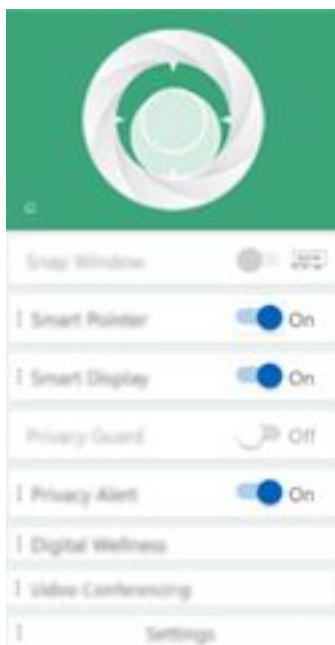 Snap Window
Smart Pointer On
Smart Display On
Privacy Guard Off
Privacy Alert On
Digital Wellness
Video Conferencing
Settings